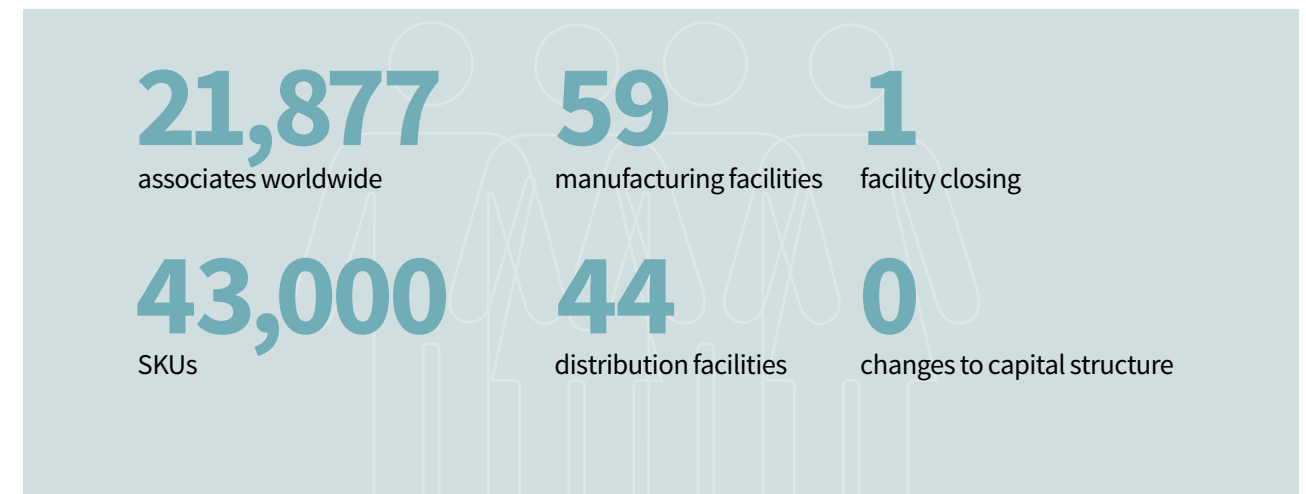 21,877
associates worldwide
59
manufacturing facilities
1
facility closing
43,000
SKUs
44
distribution facilities
0
changes to capital structure